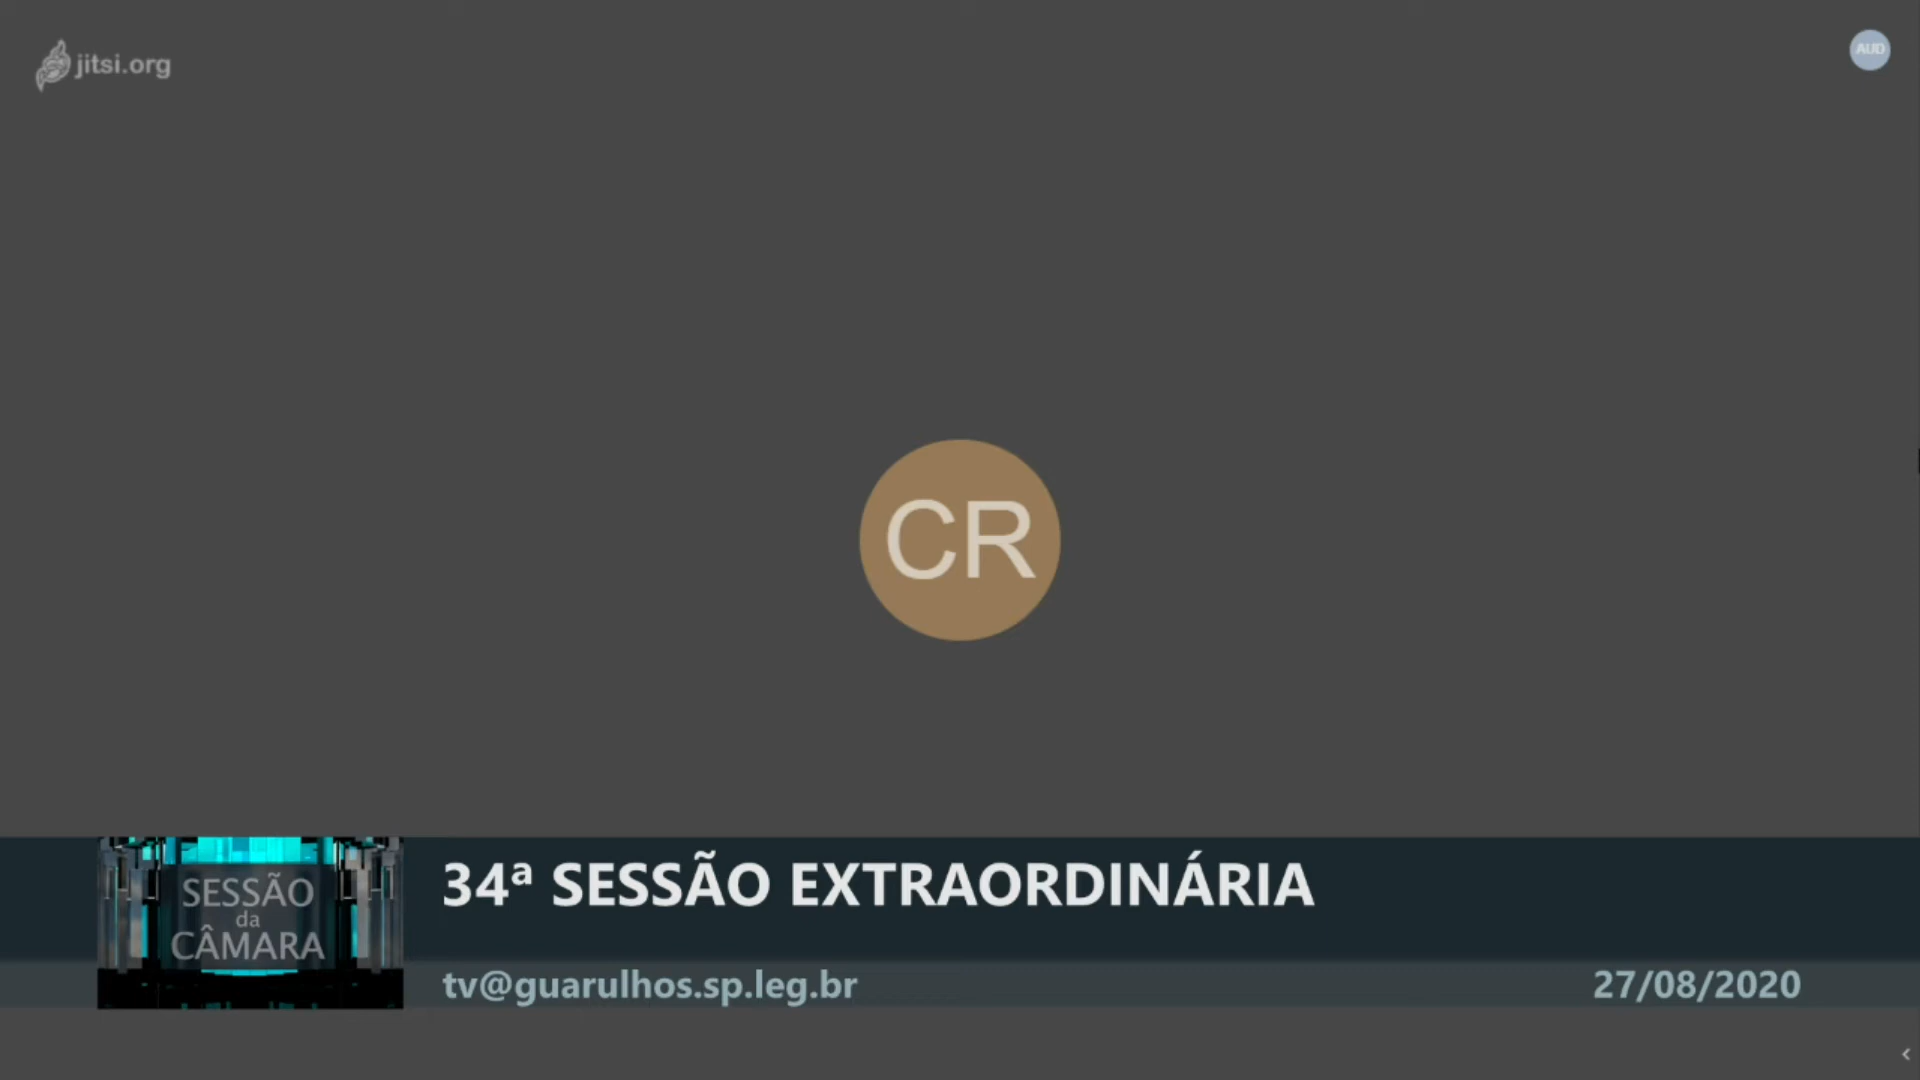 jitsi.org
AUD
CR
SESSÃO
da
CÂMARA
34ª SESSÃO EXTRAORDINÁRIA
tv@guarulhos.sp.leg.br
27/08/2020